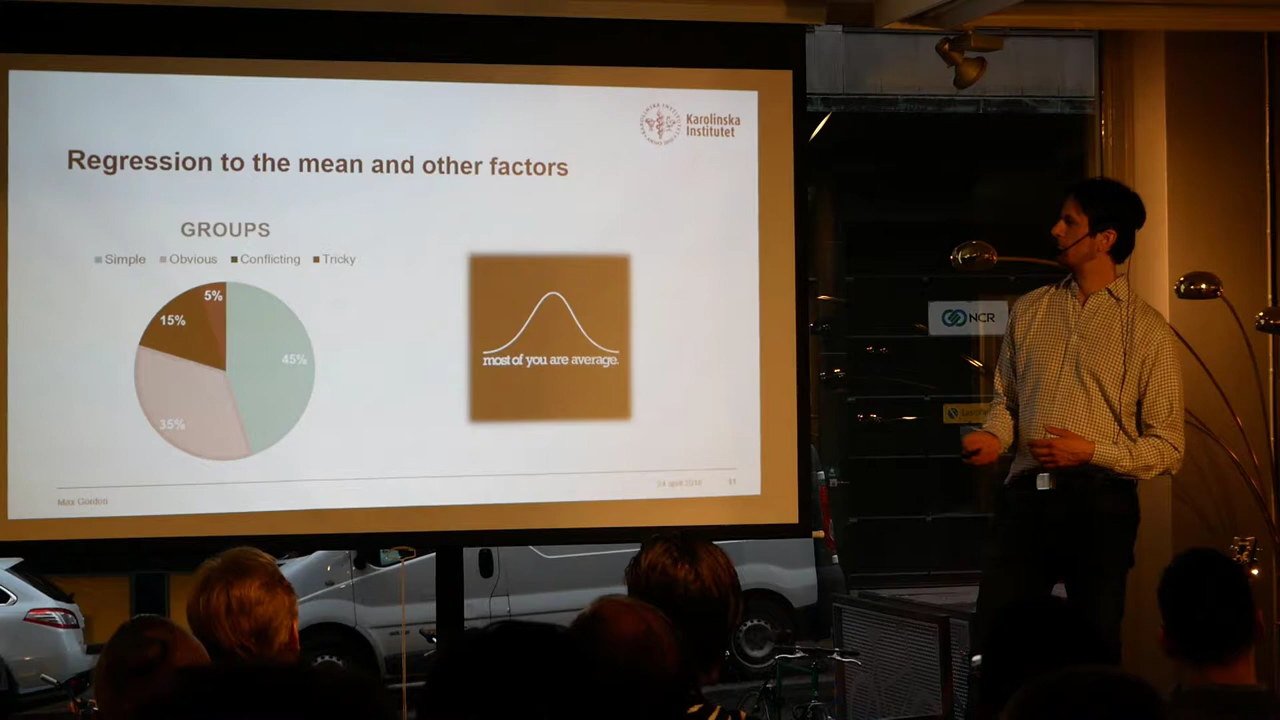 Karolinska
Institutet
Regression to the mean and other factors
GROUPS
Simple Obvious Conflicting Tricky
5%
15%
45%
35%
most of you are average.
Max Gordon
11
NCR